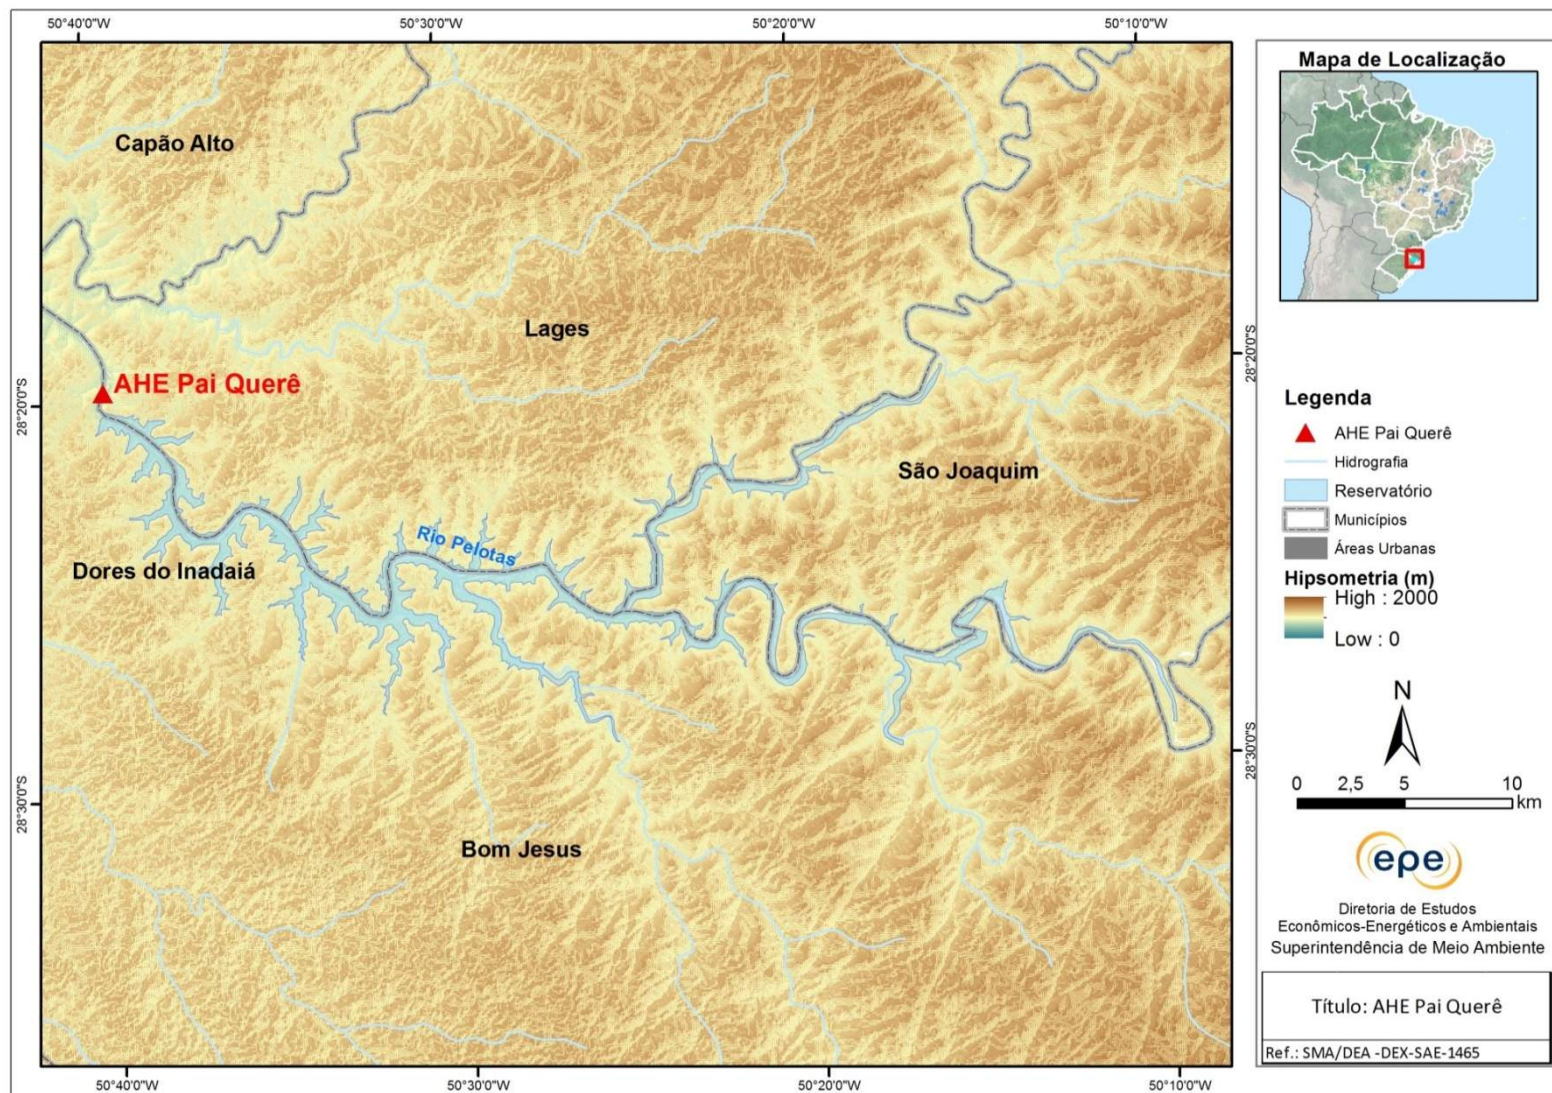 50°40'0"W
50°30'0"W
50°20'0"W
50°10'0"W
Capão Alto
Lages
AHE Pai Querê
28°20'0"S
28°20'0"S
São Joaquim
Rio Pelotas
Dores do Inadaiá
28°30'0"S
28°30'0"S
Bom Jesus
50°40'0"W
50°30'0"W
50°20'0"W
50°10'0"W
Mapa de Localização
Legenda
AHE Pai Querê
Hidrografia
Reservatório
Municípios
Áreas Urbanas
Hipsometria (m)
High : 2000
Low : 0
N
0 2,5 5 10
km
epe
Diretoria de Estudos
Econômicos-Energéticos e Ambientais
Superintendência de Meio Ambiente
Título: AHE Pai Querê
Ref.: SMA/DEA -DEX-SAE-1465